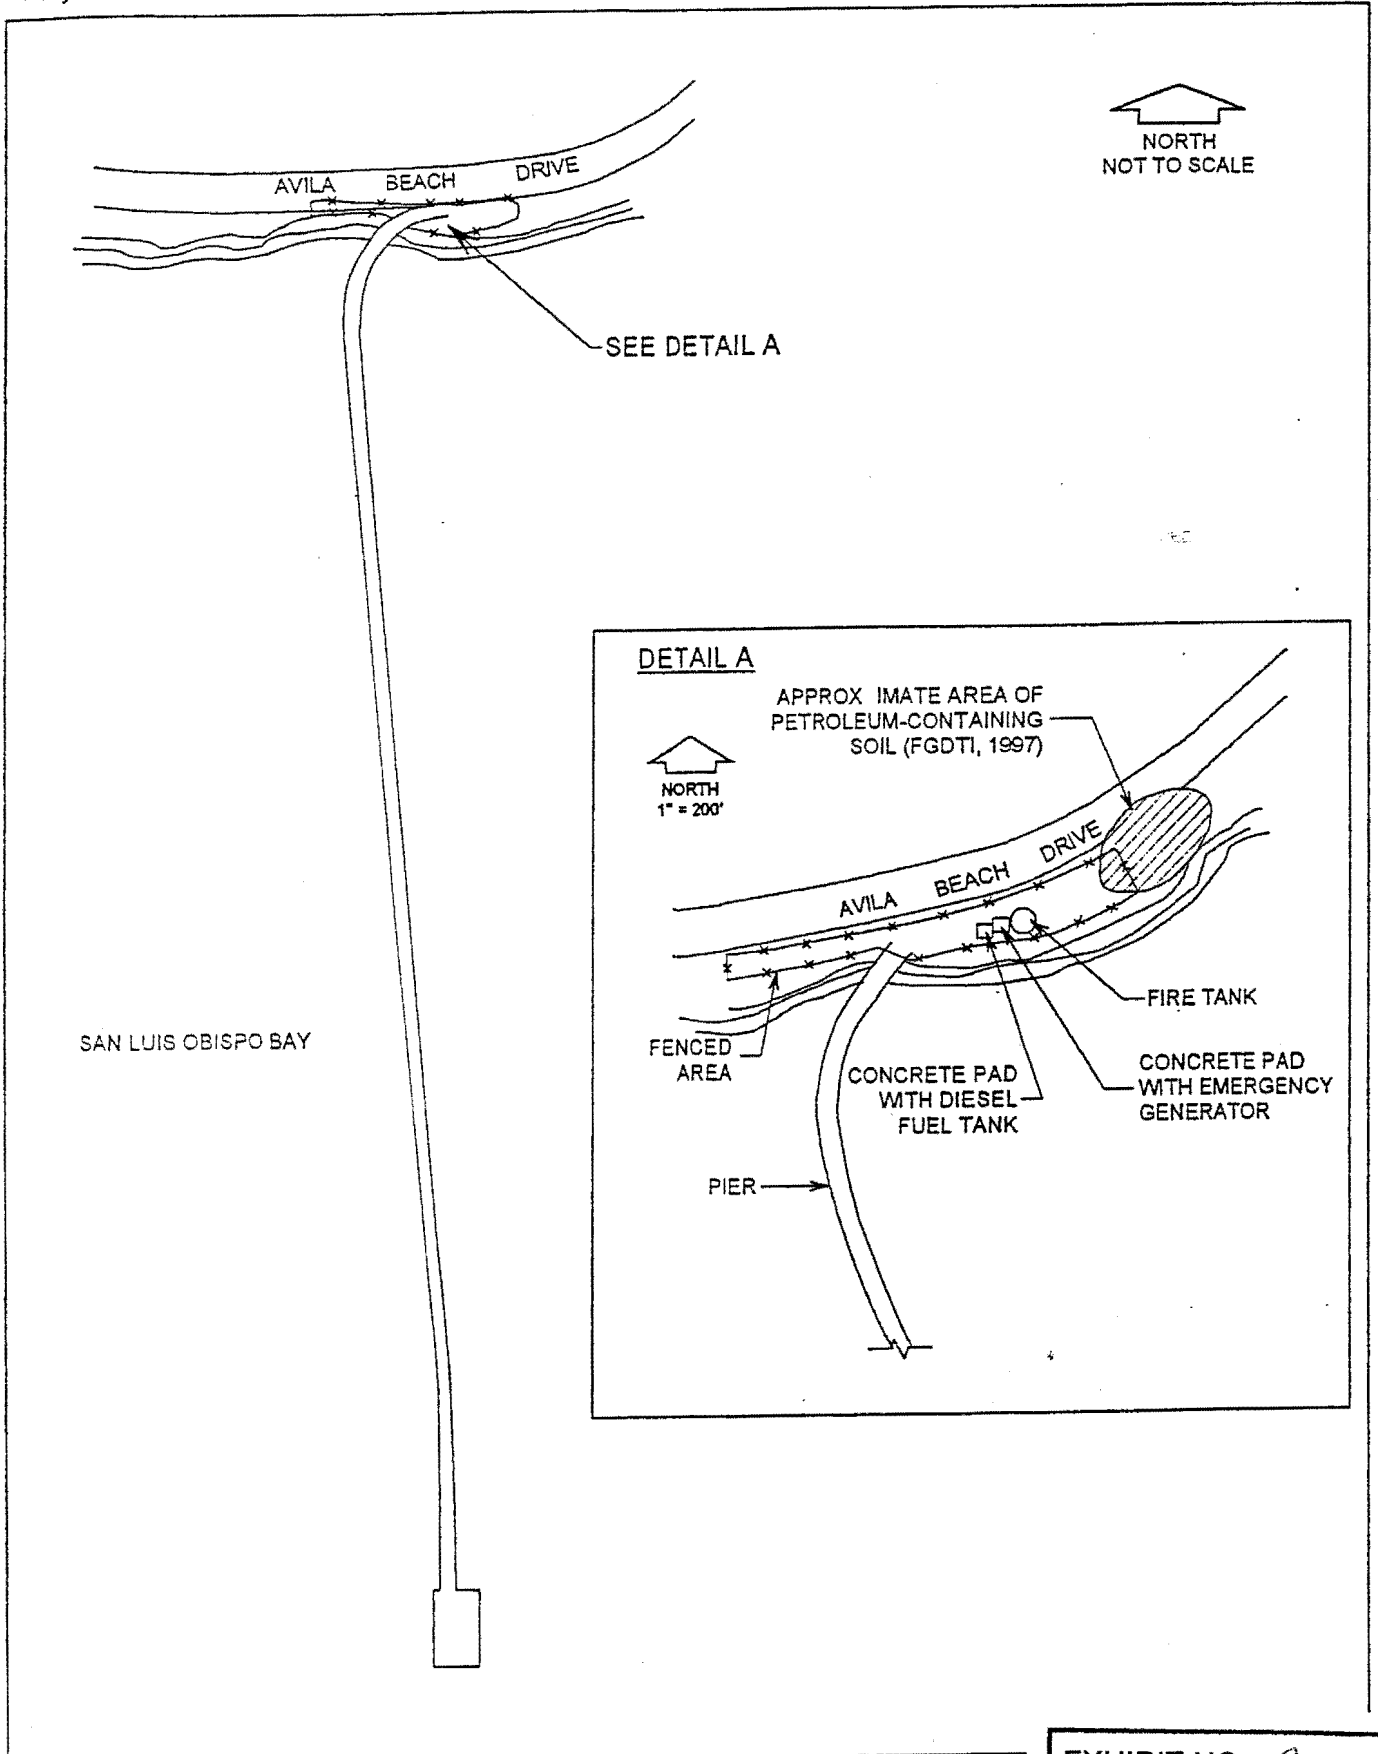 NORTH
NOT TO SCALE
AVILA BEACH DRIVE
SEE DETAIL A
DETAIL A
APPROX IMATE AREA OF
PETROLEUM-CONTAINING
SOIL (FGDTI, 1997)
NORTH
1" = 200'
AVILA BEACH DRIVE
FIRE TANK
SAN LUIS OBISPO BAY
FENCED
AREA
CONCRETE PAD
WITH DIESEL
FUEL TANK
CONCRETE PAD
WITH EMERGENCY
GENERATOR
PIER
EXHIBIT NO.